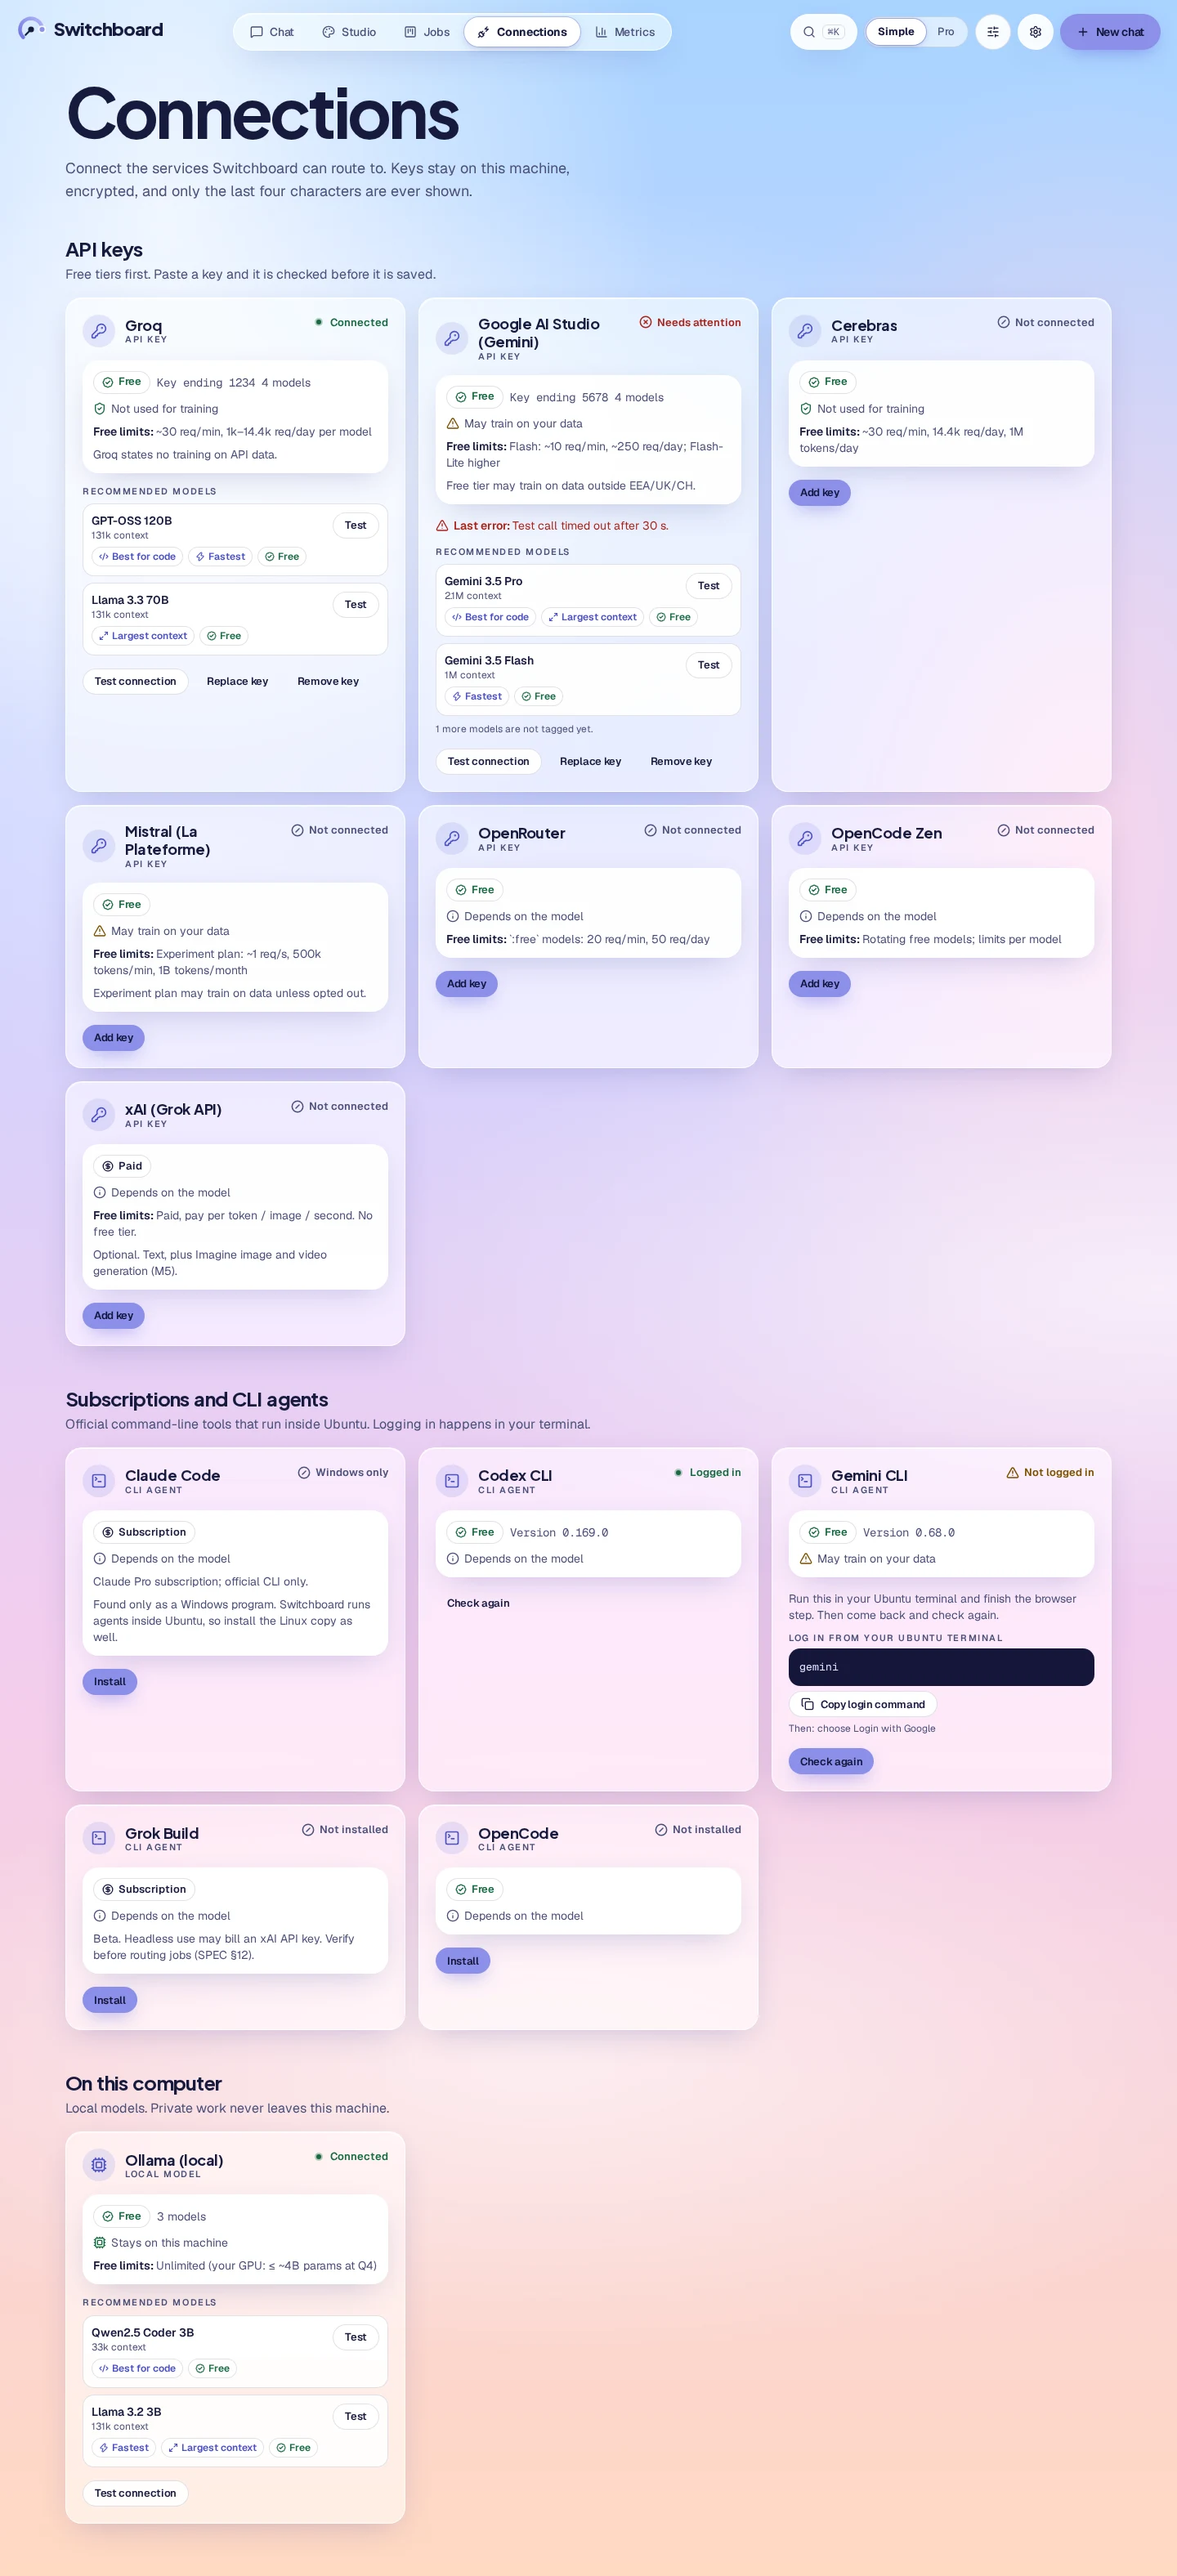 Switchboard
Chat
Studio
Jobs
Connections
Metrics
⌘K
Simple
Pro
New chat
Connections
Connect the services Switchboard can route to. Keys stay on this machine,
encrypted, and only the last four characters are ever shown.
API keys
Free tiers first. Paste a key and it is checked before it is saved.
Groq
API KEY
Connected
Free
Key ending 1234 4 models
Not used for training
Free limits: ~30 req/min, 1k–14.4k req/day per model
Groq states no training on API data.
RECOMMENDED MODELS
GPT-OSS 120B
131k context
Test
Best for code
Fastest
Free
Llama 3.3 70B
131k context
Test
Largest context
Free
Test connection
Replace key
Remove key
Google AI Studio
(Gemini)
API KEY
Needs attention
Free
Key ending 5678 4 models
May train on your data
Free limits: Flash: ~10 req/min, ~250 req/day; Flash-
Lite higher
Free tier may train on data outside EEA/UK/CH.
Last error: Test call timed out after 30 s.
RECOMMENDED MODELS
Gemini 3.5 Pro
2.1M context
Test
Best for code
Largest context
Free
Gemini 3.5 Flash
1M context
Test
Fastest
Free
1 more models are not tagged yet.
Test connection
Replace key
Remove key
Cerebras
API KEY
Not connected
Free
Not used for training
Free limits: ~30 req/min, 14.4k req/day, 1M
tokens/day
Add key
Mistral (La
Plateforme)
API KEY
Not connected
Free
May train on your data
Free limits: Experiment plan: ~1 req/s, 500k
tokens/min, 1B tokens/month
Experiment plan may train on data unless opted out.
Add key
OpenRouter
API KEY
Not connected
Free
Depends on the model
Free limits: `:free` models: 20 req/min, 50 req/day
Add key
OpenCode Zen
API KEY
Not connected
Free
Depends on the model
Free limits: Rotating free models; limits per model
Add key
xAI (Grok API)
API KEY
Not connected
Paid
Depends on the model
Free limits: Paid, pay per token / image / second. No
free tier.
Optional. Text, plus Imagine image and video
generation (M5).
Add key
Subscriptions and CLI agents
Official command-line tools that run inside Ubuntu. Logging in happens in your terminal.
Claude Code
CLI AGENT
Windows only
Subscription
Depends on the model
Claude Pro subscription; official CLI only.
Found only as a Windows program. Switchboard runs
agents inside Ubuntu, so install the Linux copy as
well.
Install
Codex CLI
CLI AGENT
Logged in
Free
Version 0.169.0
Depends on the model
Check again
Gemini CLI
CLI AGENT
Not logged in
Free
Version 0.68.0
May train on your data
Run this in your Ubuntu terminal and finish the browser
step. Then come back and check again.
LOG IN FROM YOUR UBUNTU TERMINAL
gemini
Copy login command
Then: choose Login with Google
Check again
Grok Build
CLI AGENT
Not installed
Subscription
Depends on the model
Beta. Headless use may bill an xAI API key. Verify
before routing jobs (SPEC §12).
Install
OpenCode
CLI AGENT
Not installed
Free
Depends on the model
Install
On this computer
Local models. Private work never leaves this machine.
Ollama (local)
LOCAL MODEL
Connected
Free
3 models
Stays on this machine
Free limits: Unlimited (your GPU: ≤ ~4B params at Q4)
RECOMMENDED MODELS
Qwen2.5 Coder 3B
33k context
Test
Best for code
Free
Llama 3.2 3B
131k context
Test
Fastest
Largest context
Free
Test connection